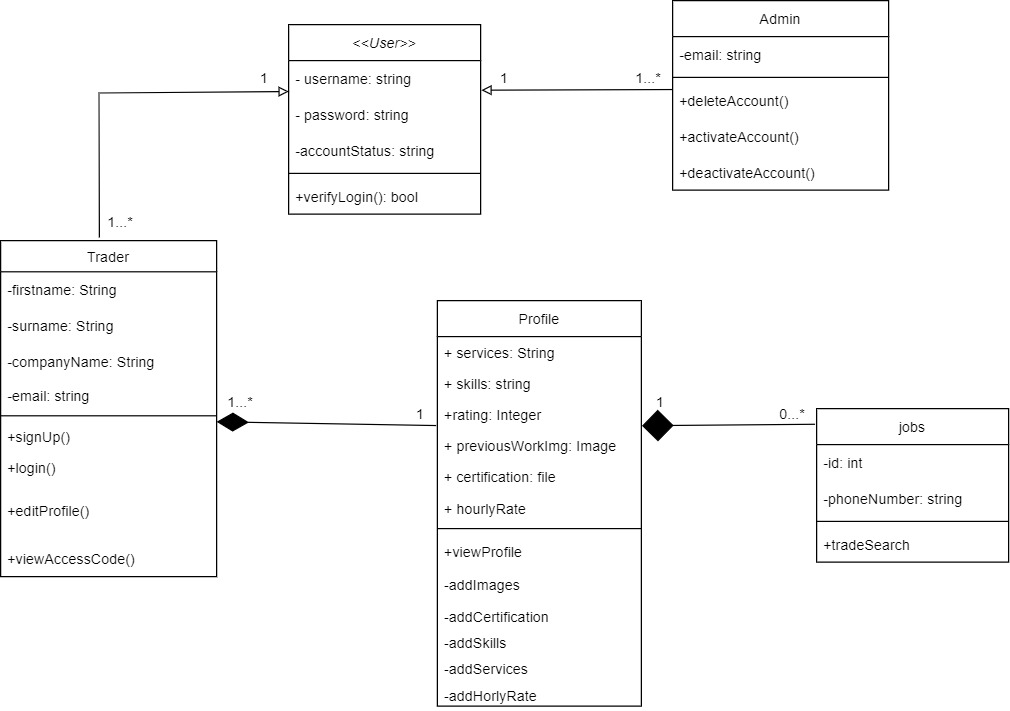 <<User>>
- username: string
- password: string
-accountStatus: string
+verifyLogin(): bool
Admin
-email: string
+deleteAccount()
+activateAccount()
+deactivateAccount()
1
1
1...*
1...*
Trader
-firstname: String
-surname: String
-companyName: String
-email: string
+signUp()
+login()
+editProfile()
+viewAccessCode()
1...*
1
Profile
+ services: String
+ skills: string
+rating: Integer
+ previousWorkImg: Image
+ certification: file
+ hourlyRate
+viewProfile
-addImages
-addCertification
-addSkills
-addServices
-addHorlyRate
1
0...*
jobs
-id: int
-phoneNumber: string
+tradeSearch